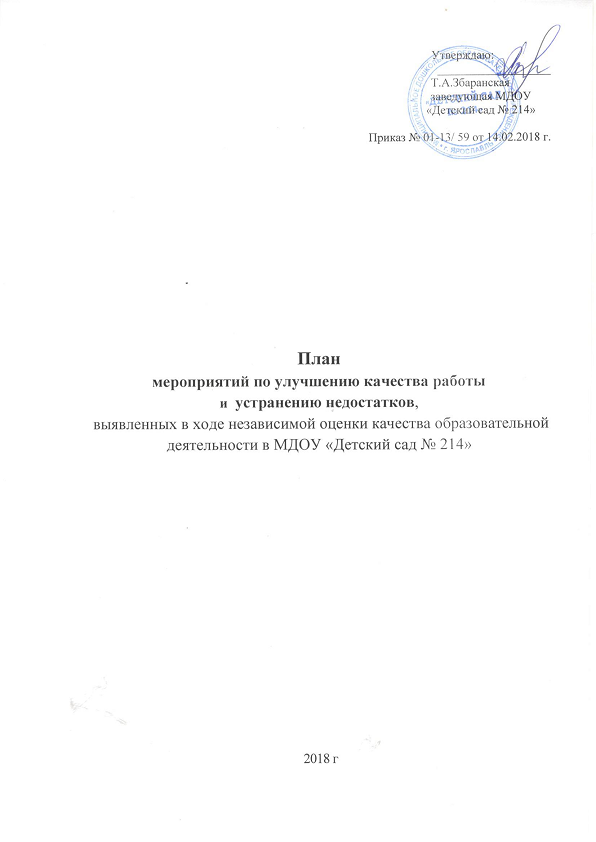 Утверждаю:
Т.А.Збаранская
заведующая МДОУ
«Детский сад № 214»
Приказ № 01-13/ 59 от 14.02.2018 г.
План
мероприятий по улучшению качества работы
и устранению недостатков,
выявленных в ходе независимой оценки качества образовательной
деятельности в МДОУ «Детский сад № 214»
2018 г